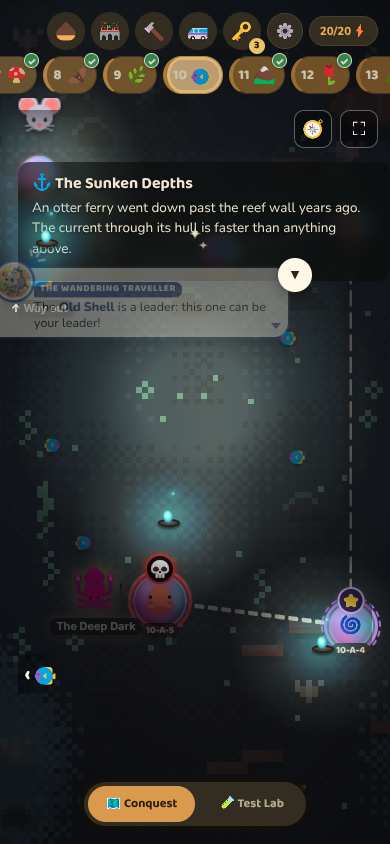 20/20
3
8
9
10
11
12
13
The Sunken Depths
An otter ferry went down past the reef wall years ago.
The current through its hull is faster than anything
above.
THE WANDERING TRAVELLER
The Old Shell is a leader: this one can be
your leader!
The Deep Dark
10-A-5
10-A-4
Conquest
Test Lab